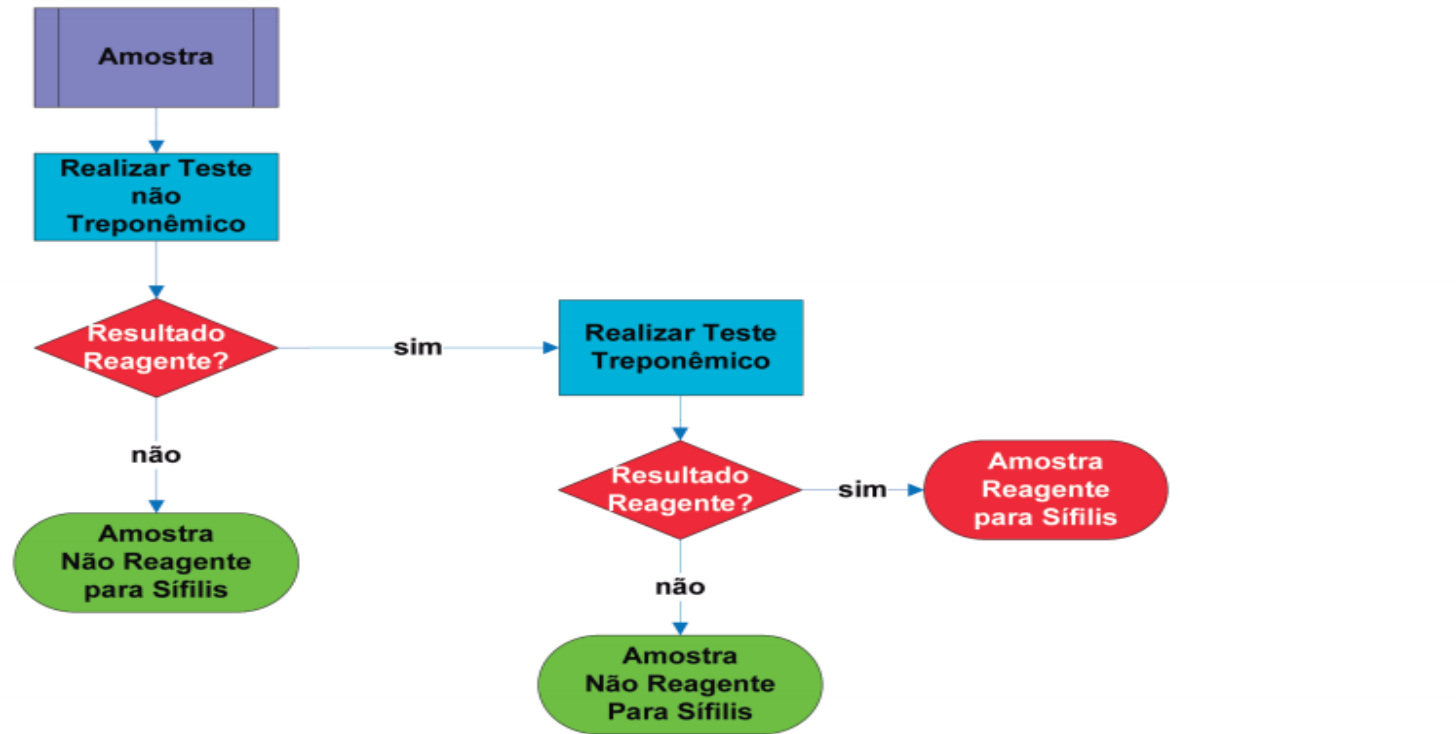 Amostra
Realizar Teste
não
Treponêmico
Resultado
Reagente?
sim
Realizar Teste
Treponêmico
não
Amostra
Não Reagente
para Sífilis
Resultado
Reagente?
sim
Amostra
Reagente
para Sífilis
não
Amostra
Não Reagente
Para Sífilis